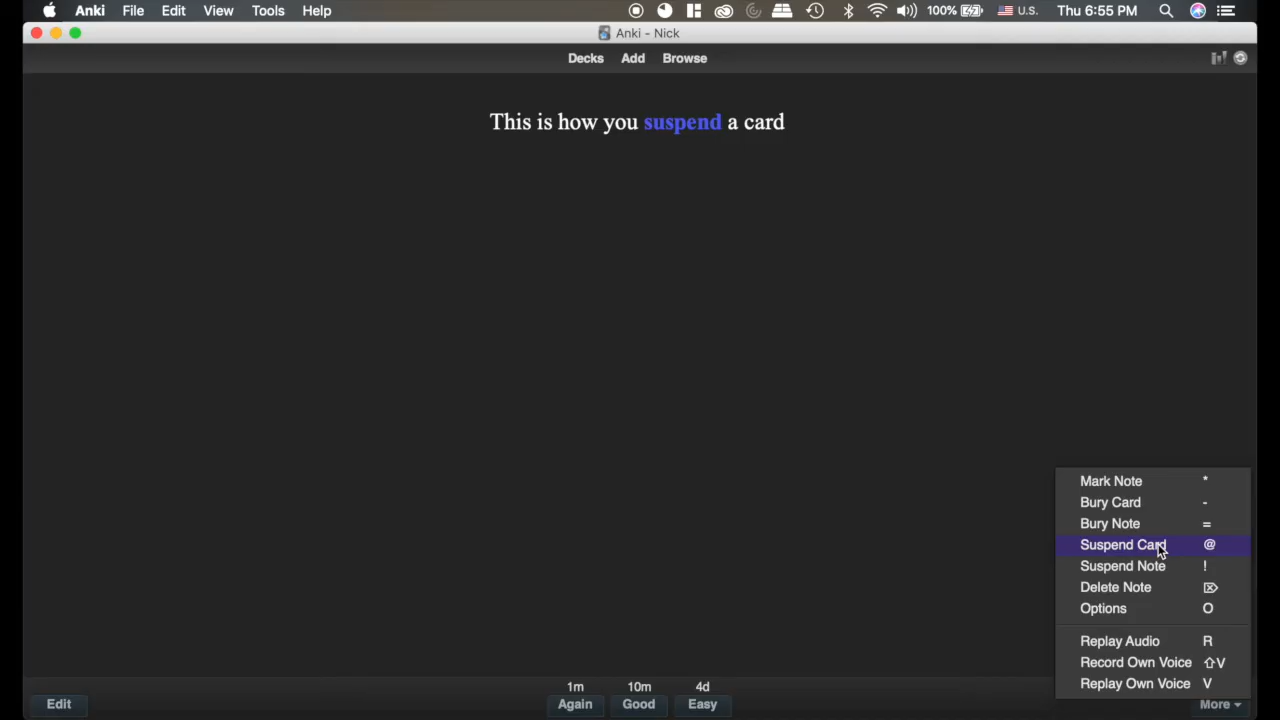 Anki File Edit View Tools Help 100% U.S. Thu 6:55 PM
Anki - Nick
Decks Add Browse
This is how you suspend a card
Mark Note *
Bury Card -
Bury Note =
Suspend Card @
Suspend Note !
Delete Note ⌦
Options O
Replay Audio R
Record Own Voice ⇧V
Replay Own Voice V
1m 10m 4d
Edit Again Good Easy More